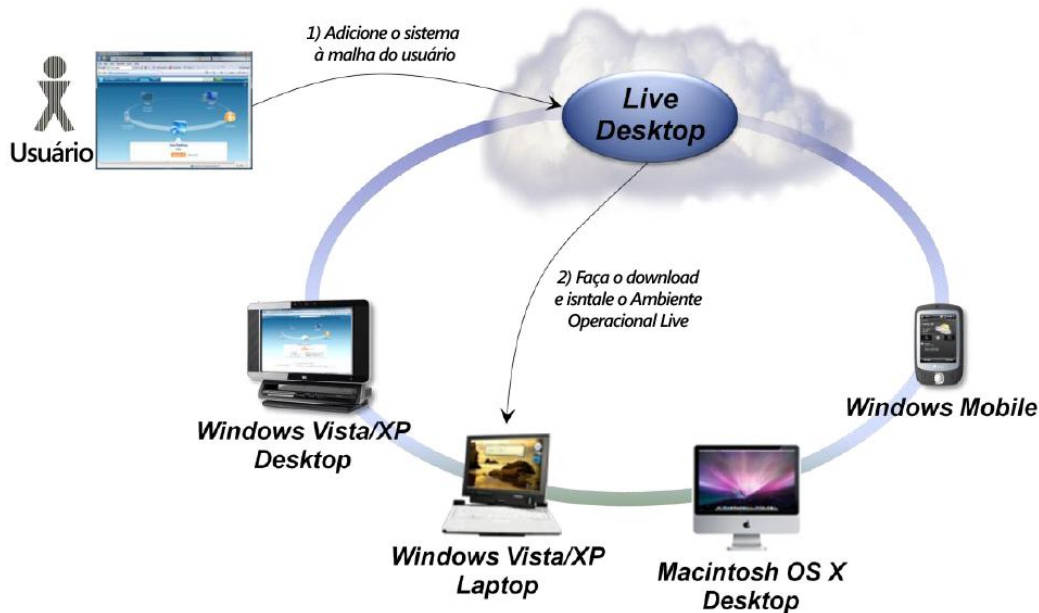 1) Adicione o sistema
à malha do usuário
Usuário
Live
Desktop
2) Faça o download
e isntale o Ambiente
Operacional Live
Windows Vista/XP
Desktop
Windows Mobile
Windows Vista/XP
Laptop
Macintosh OS X
Desktop